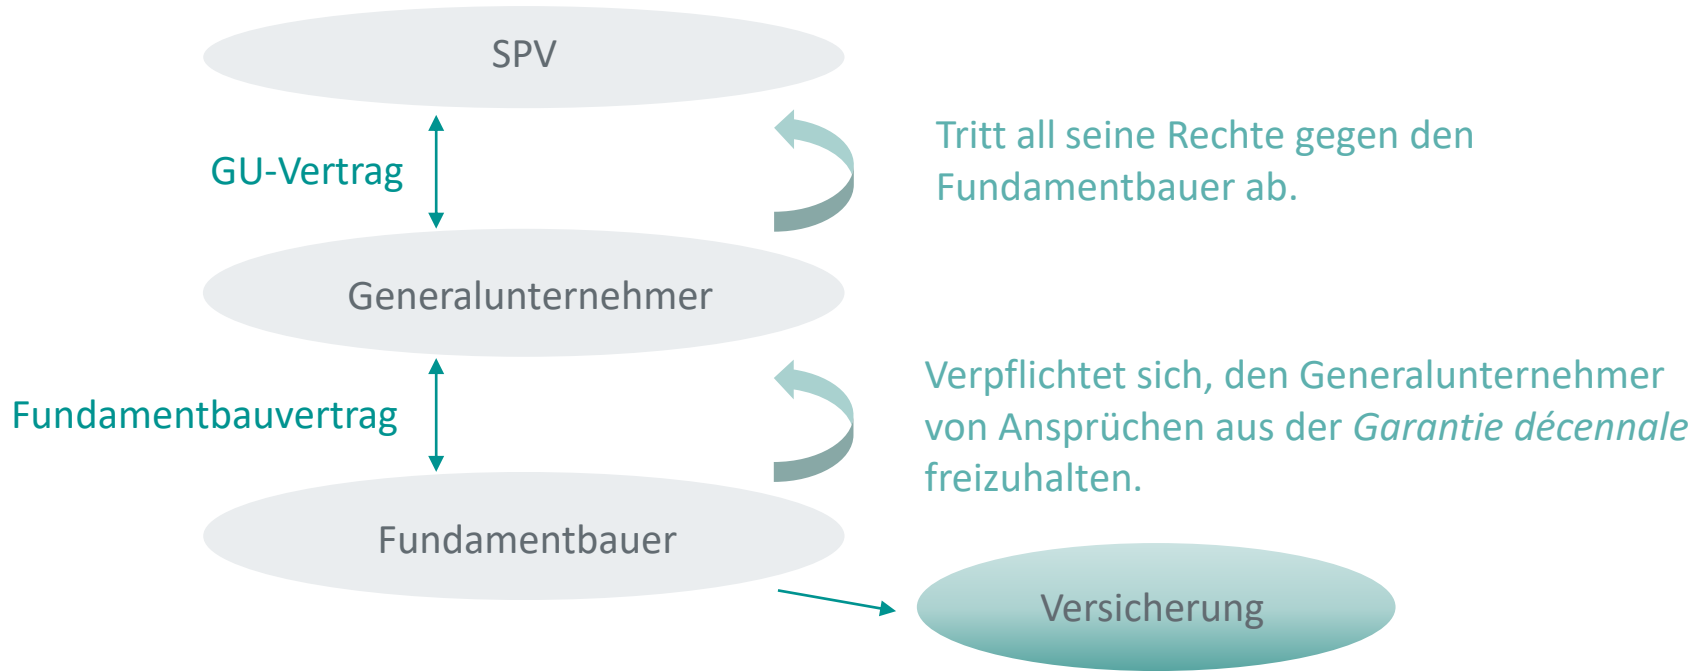 SPV
GU-Vertrag
Tritt all seine Rechte gegen den
Fundamentbauer ab.
Generalunternehmer
Fundamentbauvertrag
Verpflichtet sich, den Generalunternehmer
von Ansprüchen aus der Garantie décennale
freizuhalten.
Fundamentbauer
Versicherung